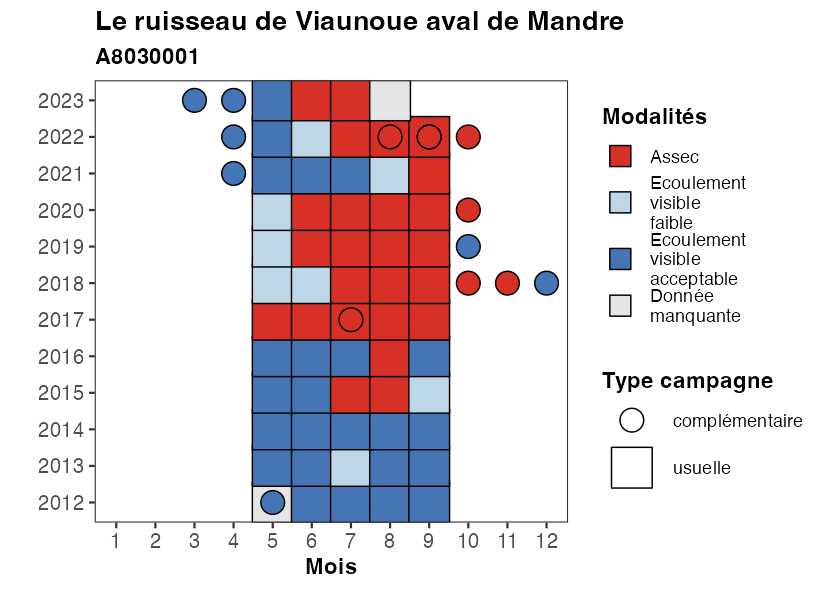 Le ruisseau de Viaunoue aval de Mandre
A8030001
2023
2022
2021
2020
2019
2018
2017
2016
2015
2014
2013
2012
1 2 3 4 5 6 7 8 9 10 11 12
Mois
Modalités
Assec
Ecoulement
visible
faible
Ecoulement
visible
acceptable
Donnée
manquante
Type campagne
complémentaire
usuelle